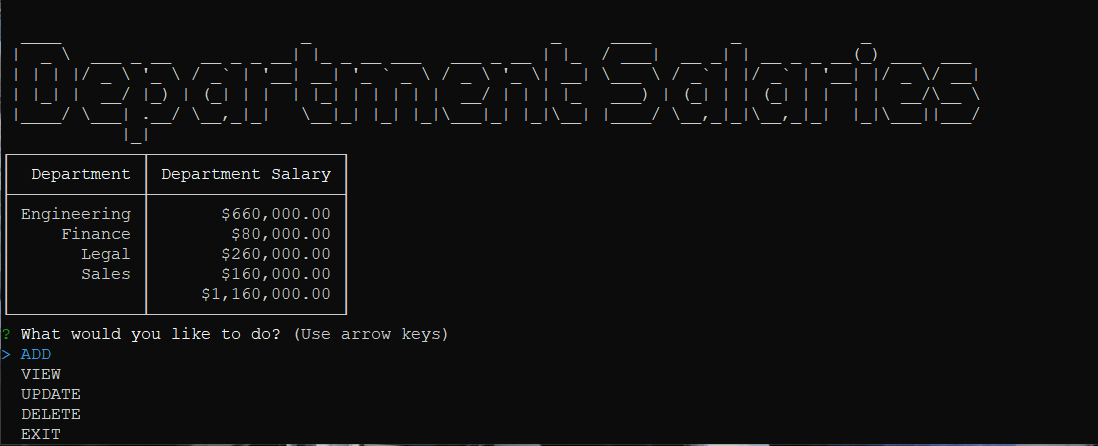 Department Salaries
Department Department Salary
Engineering $660,000.00
Finance $80,000.00
Legal $260,000.00
Sales $160,000.00
$1,160,000.00
? What would you like to do? (Use arrow keys)
> ADD
VIEW
UPDATE
DELETE
EXIT